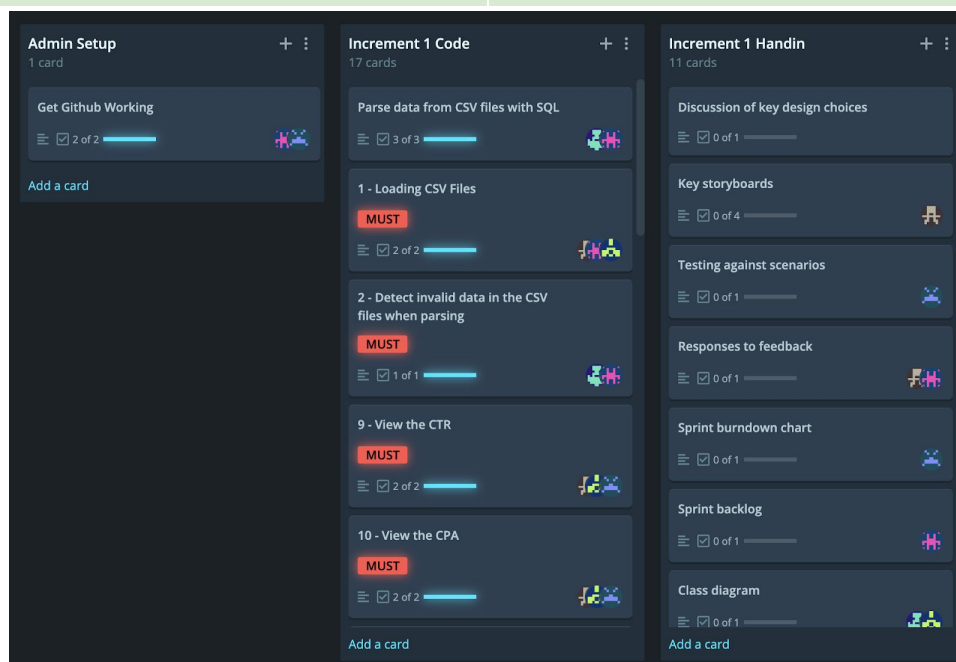 Admin Setup
1 card
Get Github Working
2 of 2
Add a card
Increment 1 Code
17 cards
Parse data from CSV files with SQL
3 of 3
1 - Loading CSV Files
MUST
2 of 2
2 - Detect invalid data in the CSV
files when parsing
MUST
1 of 1
9 - View the CTR
MUST
2 of 2
10 - View the CPA
MUST
2 of 2
Add a card
Increment 1 Handin
11 cards
Discussion of key design choices
0 of 1
Key storyboards
0 of 4
Testing against scenarios
0 of 1
Responses to feedback
0 of 1
Sprint burndown chart
0 of 1
Sprint backlog
0 of 1
Class diagram
0 of 1
Add a card